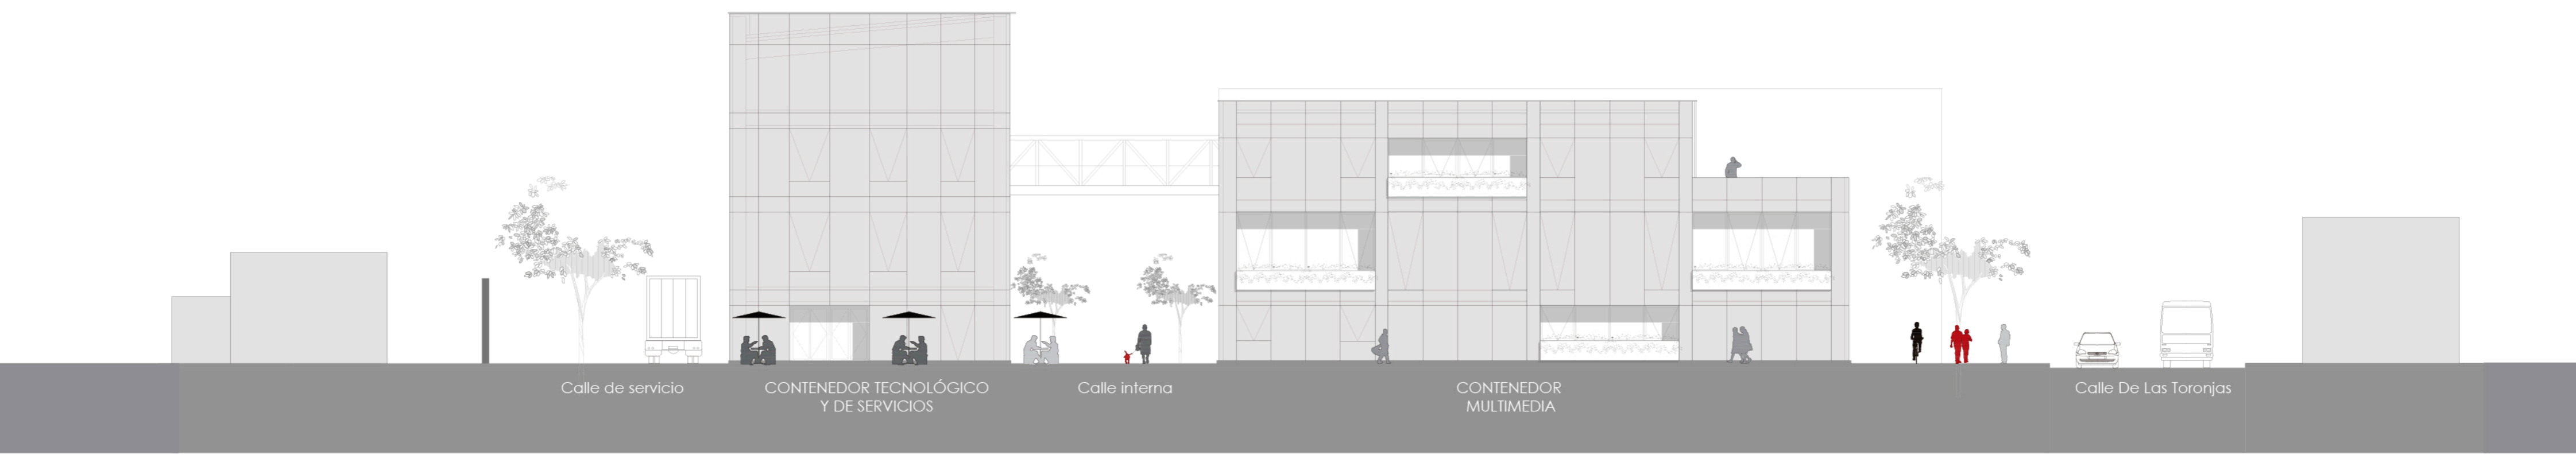 Calle de servicio
CONTENEDOR TECNOLÓGICO
Y DE SERVICIOS
Calle interna
CONTENEDOR
MULTIMEDIA
Calle De Las Toronjas